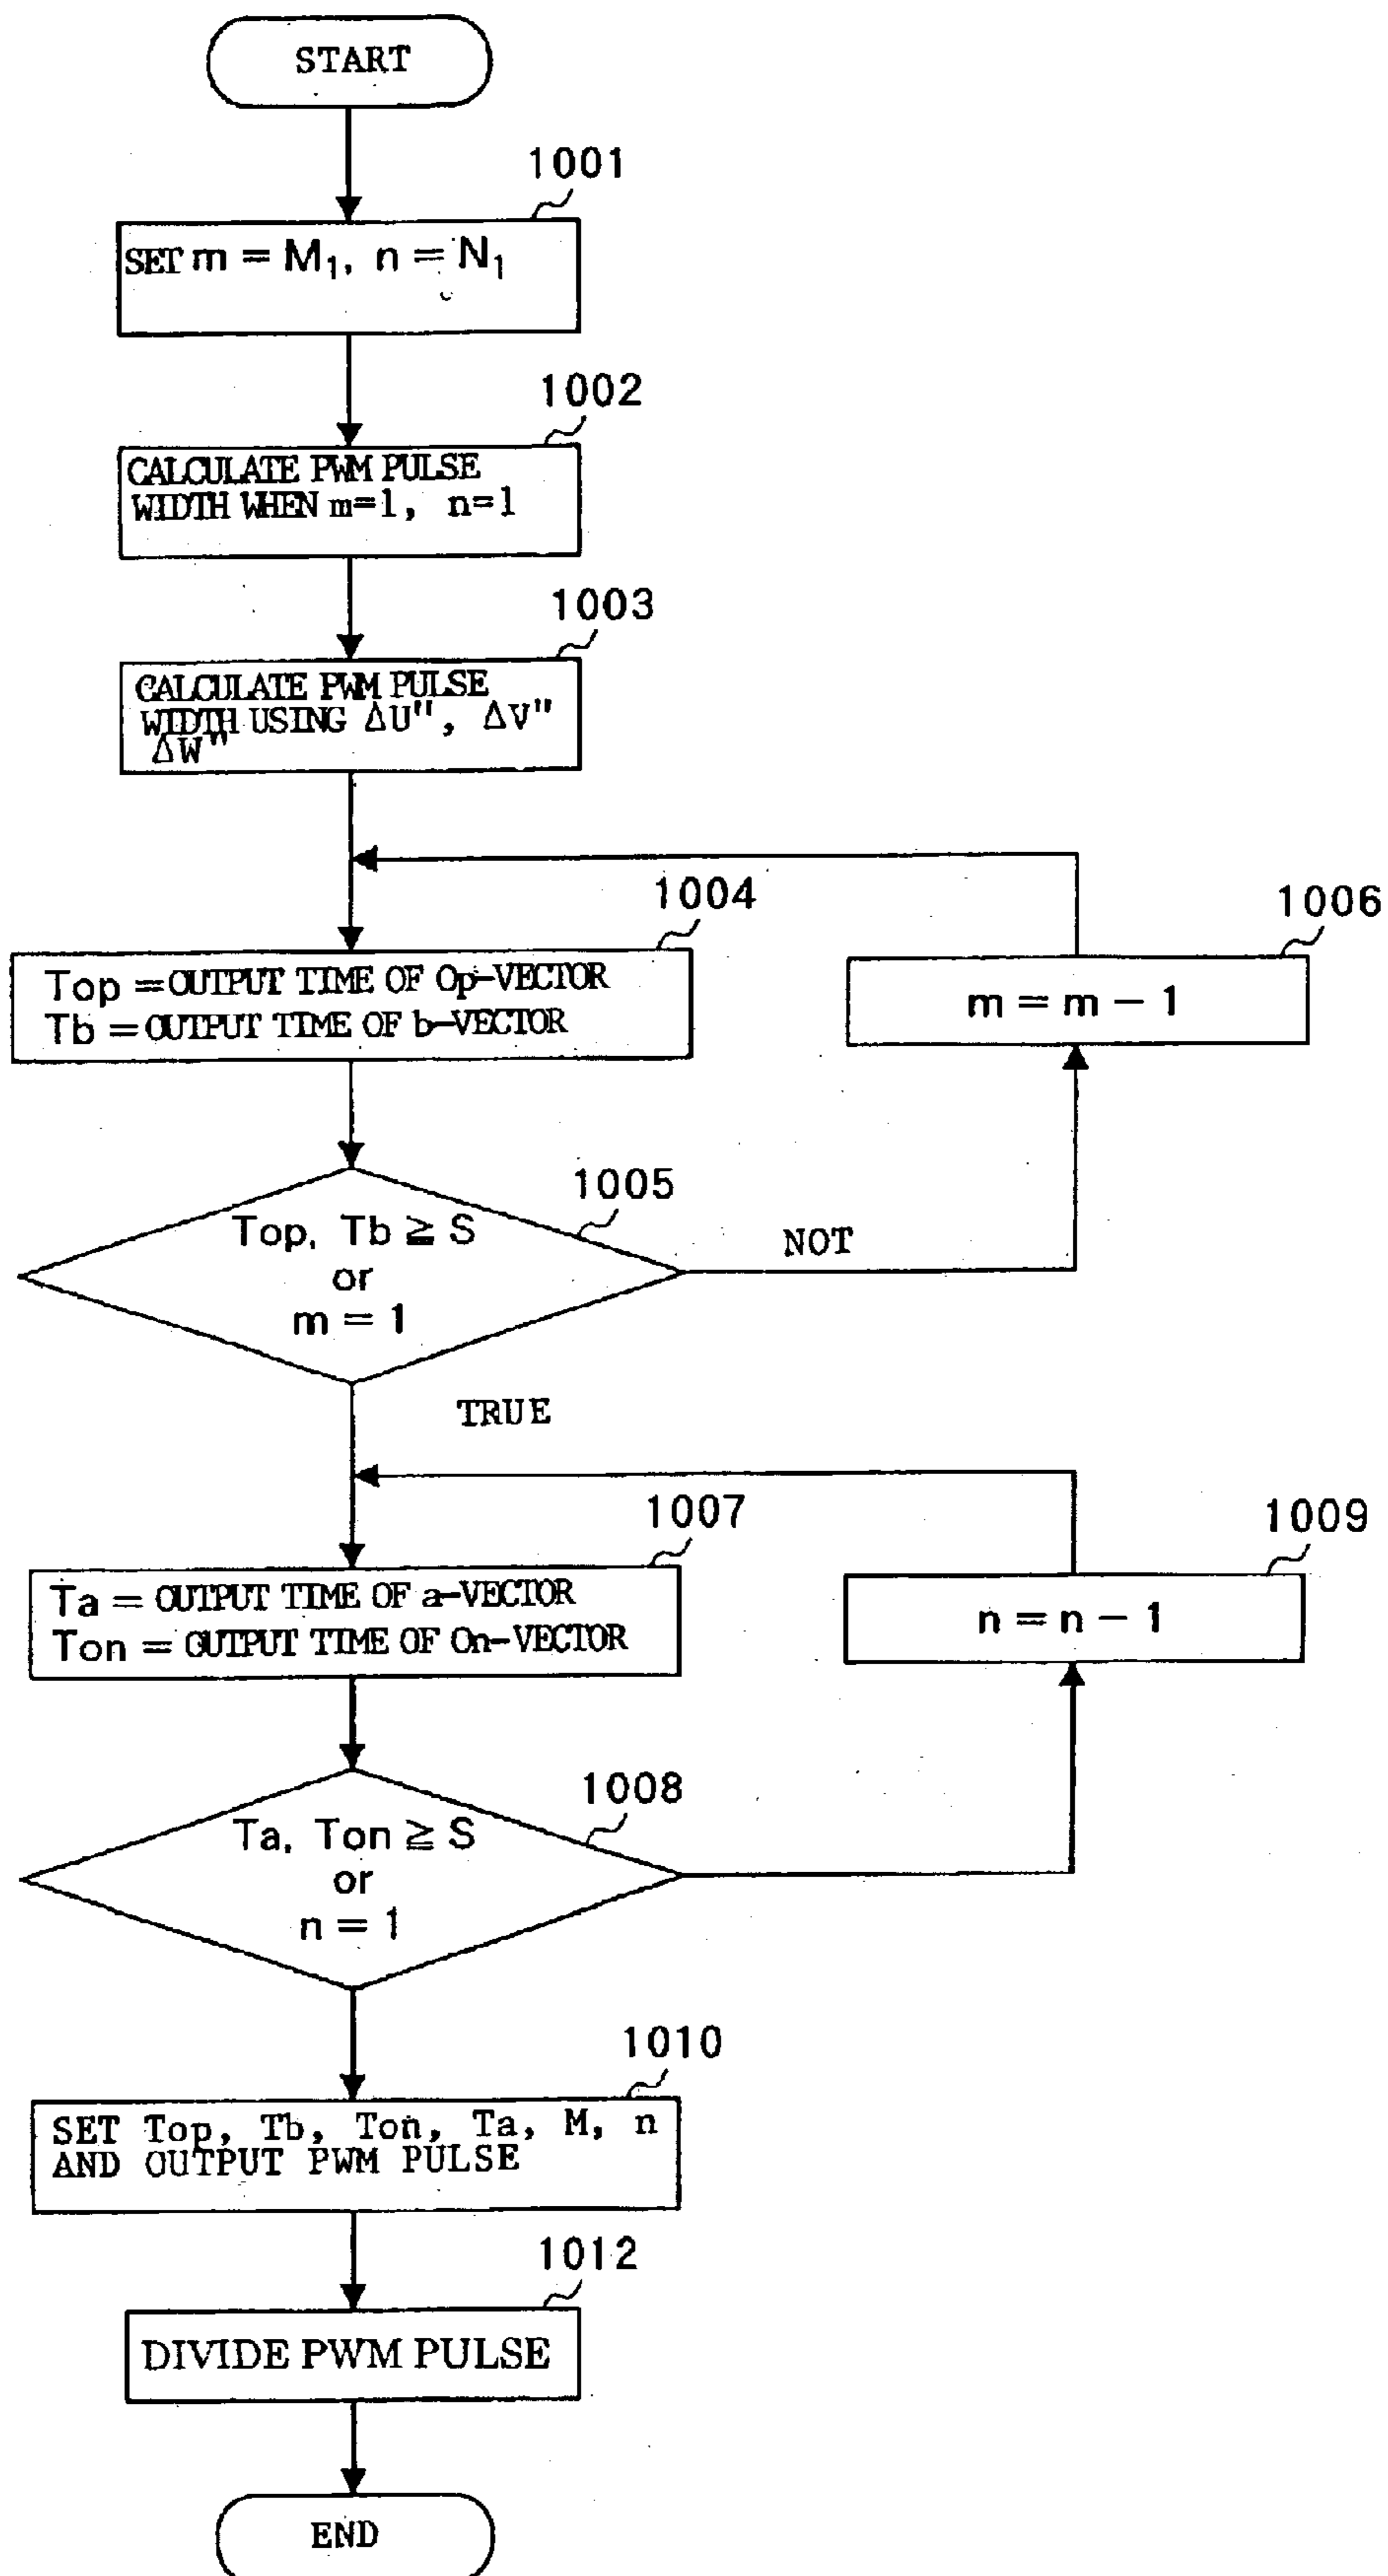 START
1001
SET m = M₁, n = N₁
1002
CALCULATE PWM PULSE
WIDTH WHEN m=1, n=1
1003
CALCULATE PWM PULSE
WIDTH USING ΔU", ΔV"
ΔW"
1004
Top = OUTPUT TIME OF Op-VECTOR
Tb = OUTPUT TIME OF b-VECTOR
1006
m = m - 1
1005
Top, Tb ≧ S
or
m = 1
NOT
TRUE
1007
Ta = OUTPUT TIME OF a-VECTOR
Ton = OUTPUT TIME OF On-VECTOR
1009
n = n - 1
1008
Ta, Ton ≧ S
or
n = 1
1010
SET Top, Tb, Ton, Ta, M, n
AND OUTPUT PWM PULSE
1012
DIVIDE PWM PULSE
END